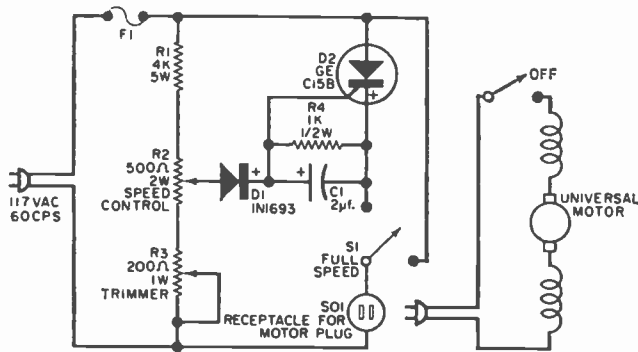 F1
R1
4K
5W
D2
GE
C15B
+
R4
1K
1/2W
R2
500Ω
2W
SPEED
CONTROL
+
D1
1N1693
+
C1
2µf.
117VAC
60CPS
R3
200Ω
1W
TRIMMER
S1
FULL
SPEED
SO1
RECEPTACLE FOR
MOTOR PLUG
OFF
UNIVERSAL
MOTOR